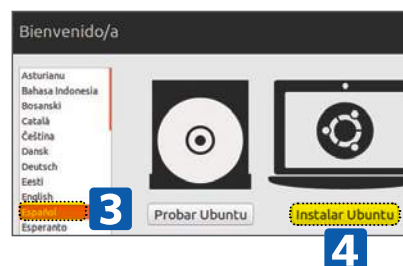 Bienvenido/a
Asturianu
Bahasa Indonesia
Bosanski
Català
Čeština
Dansk
Deutsch
Eesti
English
Español
Esperanto
3
Probar Ubuntu
Instalar Ubuntu
4